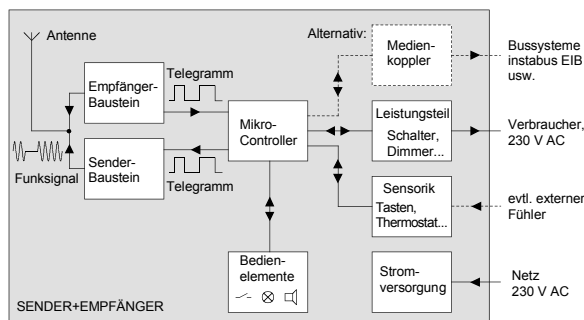 Antenne
Empfänger-
Baustein
Telegramm
Sender-
Baustein
Telegramm
Funksignal
Mikro-
Controller
Alternativ:
Medien-
koppler
Bussysteme
instabus EIB
usw.
Leistungsteil
Schalter,
Dimmer...
Verbraucher,
230 V AC
Sensorik
Tasten,
Thermostat...
evtl. externer
Fühler
Bedien-
elemente
Strom-
versorgung
Netz
230 V AC
SENDER+EMPFÄNGER